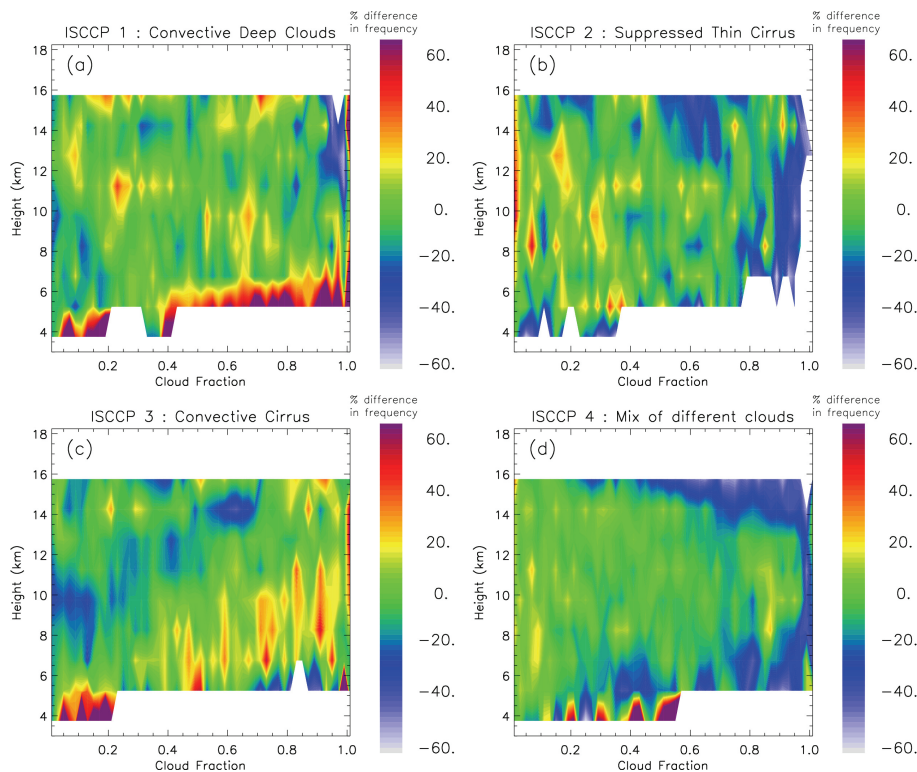 ISCCP 1 : Convective Deep Clouds
% difference
in frequency
(a)
Height (km)
18
16
14
12
10
8
6
4
0.2 0.4 0.6 0.8 1.0
Cloud Fraction
60.
40.
20.
0.
−20.
−40.
−60.
ISCCP 2 : Suppressed Thin Cirrus
% difference
in frequency
(b)
Height (km)
18
16
14
12
10
8
6
4
0.2 0.4 0.6 0.8 1.0
Cloud Fraction
60.
40.
20.
0.
−20.
−40.
−60.
ISCCP 3 : Convective Cirrus
% difference
in frequency
(c)
Height (km)
18
16
14
12
10
8
6
4
0.2 0.4 0.6 0.8 1.0
Cloud Fraction
60.
40.
20.
0.
−20.
−40.
−60.
ISCCP 4 : Mix of different clouds
% difference
in frequency
(d)
Height (km)
18
16
14
12
10
8
6
4
0.2 0.4 0.6 0.8 1.0
Cloud Fraction
60.
40.
20.
0.
−20.
−40.
−60.